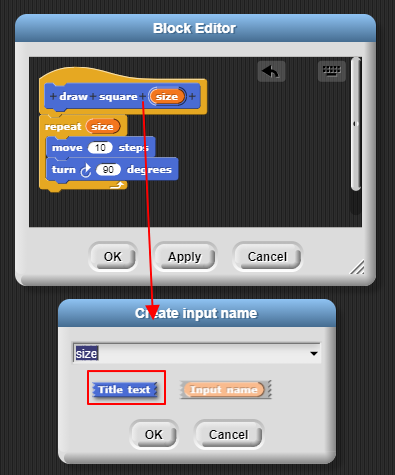 Block Editor
+ draw + square + size +
repeat size
move 10 steps
turn 90 degrees
OK Apply Cancel
Create input name
size
Title text Input name
OK Cancel